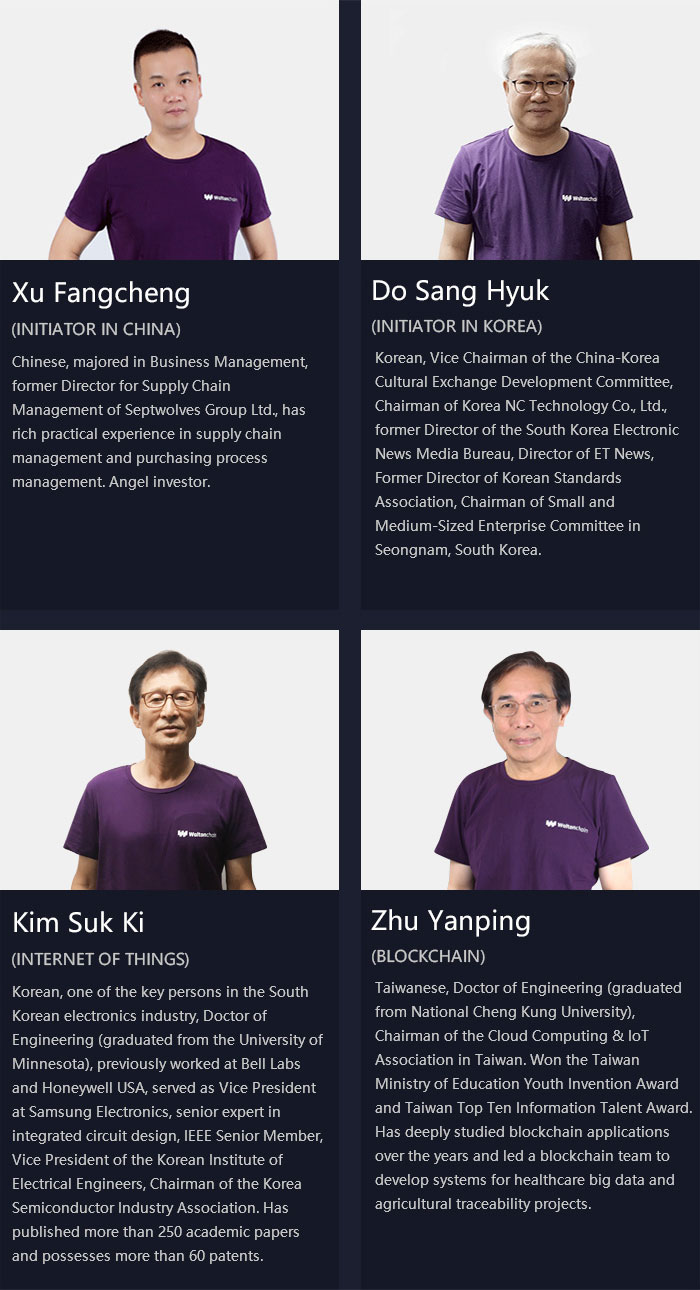 Waltonchain
Waltonchain
Xu Fangcheng
(INITIATOR IN CHINA)
Chinese, majored in Business Management,
former Director for Supply Chain
Management of Septwolves Group Ltd., has
rich practical experience in supply chain
management and purchasing process
management. Angel investor.
Do Sang Hyuk
(INITIATOR IN KOREA)
Korean, Vice Chairman of the China-Korea
Cultural Exchange Development Committee,
Chairman of Korea NC Technology Co., Ltd.,
former Director of the South Korea Electronic
News Media Bureau, Director of ET News,
Former Director of Korean Standards
Association, Chairman of Small and
Medium-Sized Enterprise Committee in
Seongnam, South Korea.
Waltonchain
Waltonchain
Kim Suk Ki
(INTERNET OF THINGS)
Korean, one of the key persons in the South
Korean electronics industry, Doctor of
Engineering (graduated from the University of
Minnesota), previously worked at Bell Labs
and Honeywell USA, served as Vice President
at Samsung Electronics, senior expert in
integrated circuit design, IEEE Senior Member,
Vice President of the Korean Institute of
Electrical Engineers, Chairman of the Korea
Semiconductor Industry Association. Has
published more than 250 academic papers
and possesses more than 60 patents.
Zhu Yanping
(BLOCKCHAIN)
Taiwanese, Doctor of Engineering (graduated
from National Cheng Kung University),
Chairman of the Cloud Computing & IoT
Association in Taiwan. Won the Taiwan
Ministry of Education Youth Invention Award
and Taiwan Top Ten Information Talent Award.
Has deeply studied blockchain applications
over the years and led a blockchain team to
develop systems for healthcare big data and
agricultural traceability projects.